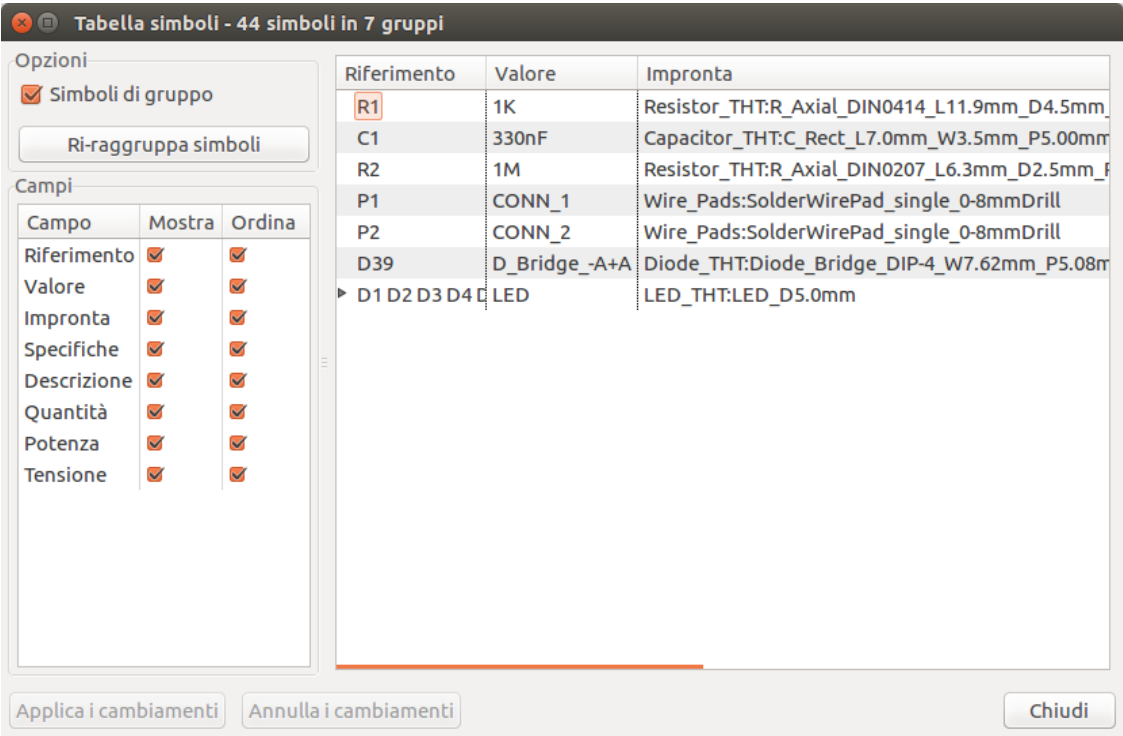 Tabella simboli - 44 simboli in 7 gruppi
Opzioni
Simboli di gruppo
Ri-raggruppa simboli
Campi
Campo Mostra Ordina
Riferimento
Valore
Impronta
Specifiche
Descrizione
Quantità
Potenza
Tensione
Riferimento Valore Impronta
R1 1K Resistor_THT:R_Axial_DIN0414_L11.9mm_D4.5mm_
C1 330nF Capacitor_THT:C_Rect_L7.0mm_W3.5mm_P5.00mm
R2 1M Resistor_THT:R_Axial_DIN0207_L6.3mm_D2.5mm_
P1 CONN_1 Wire_Pads:SolderWirePad_single_0-8mmDrill
P2 CONN_2 Wire_Pads:SolderWirePad_single_0-8mmDrill
D39 D_Bridge_-A+A Diode_THT:Diode_Bridge_DIP-4_W7.62mm_P5.08m
D1 D2 D3 D4 LED LED_THT:LED_D5.0mm
Applica i cambiamenti Annulla i cambiamenti Chiudi